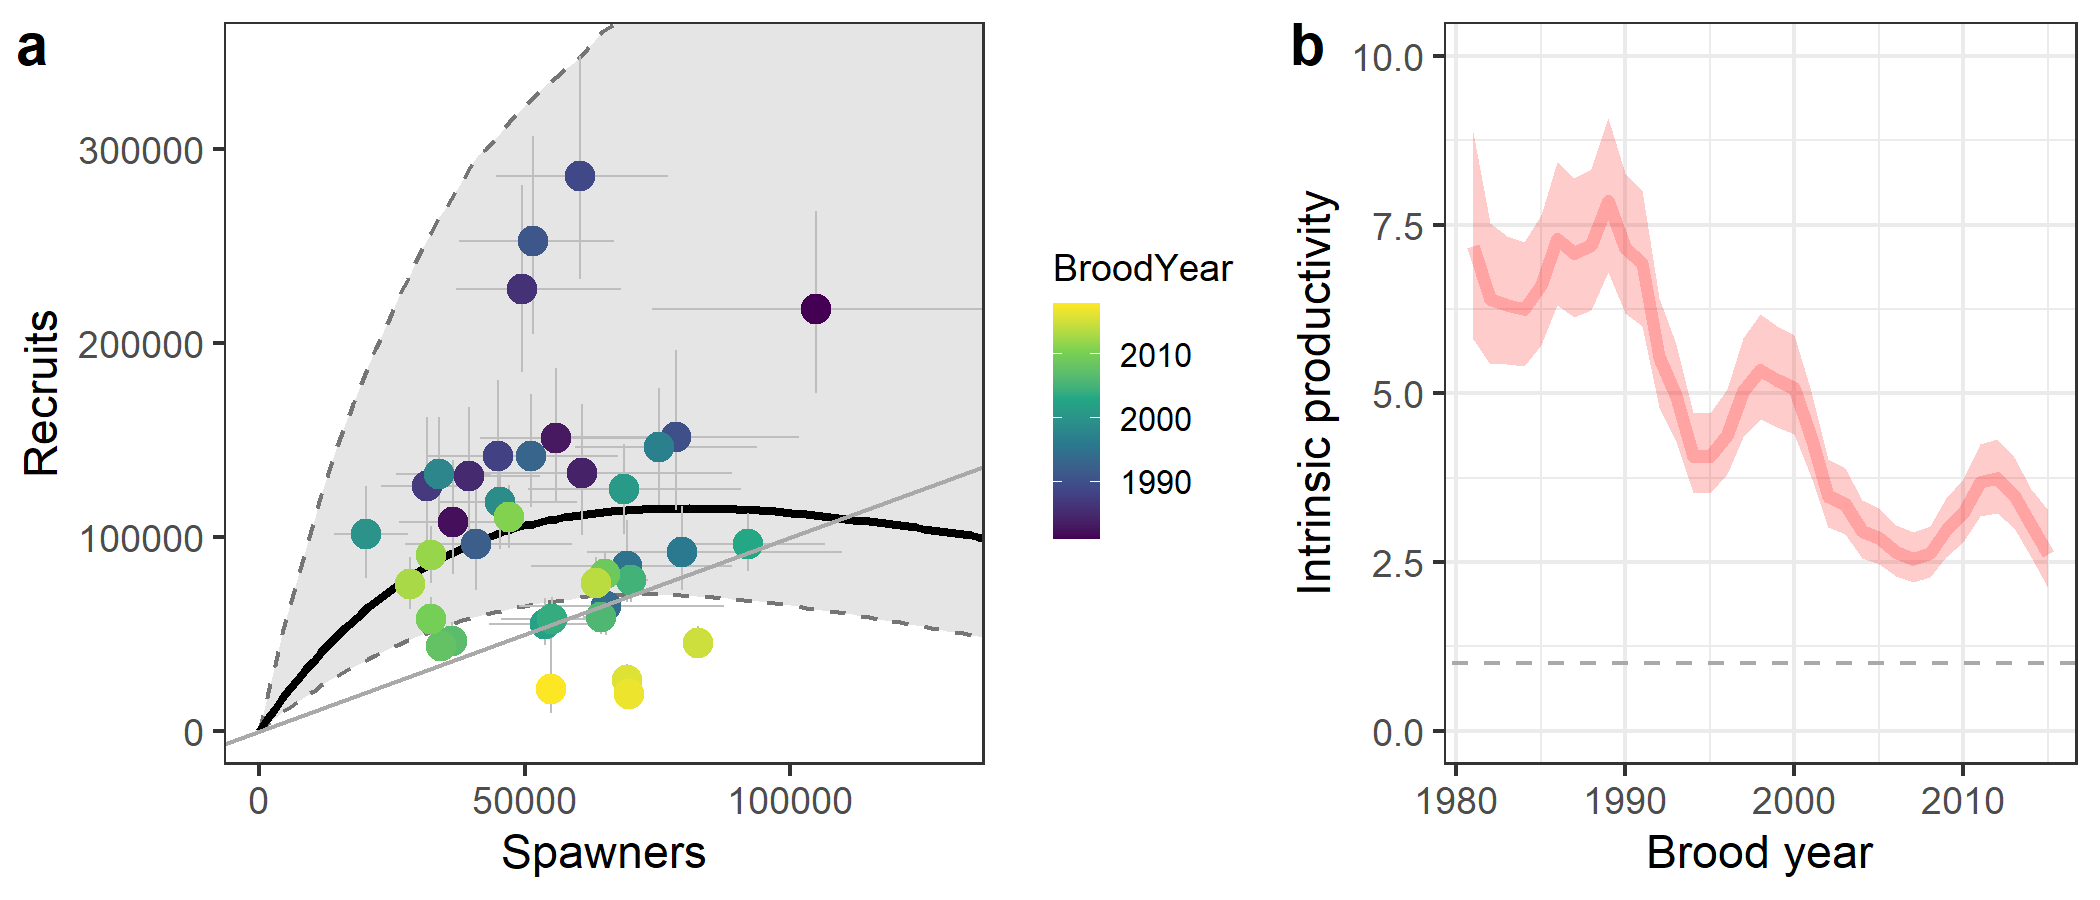 a
Recruits
300000
200000
100000
0
0 50000 100000
Spawners
BroodYear
2010
2000
1990
b
Intrinsic productivity
10.0
7.5
5.0
2.5
0.0
1980 1990 2000 2010
Brood year